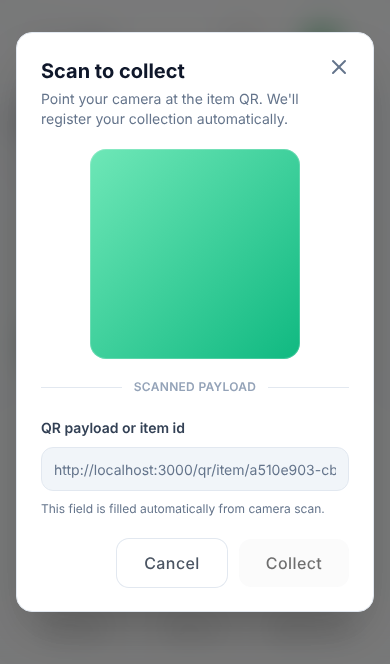 Scan to collect
Point your camera at the item QR. We'll
register your collection automatically.
SCANNED PAYLOAD
QR payload or item id
http://localhost:3000/qr/item/a510e903-cb
This field is filled automatically from camera scan.
Cancel
Collect